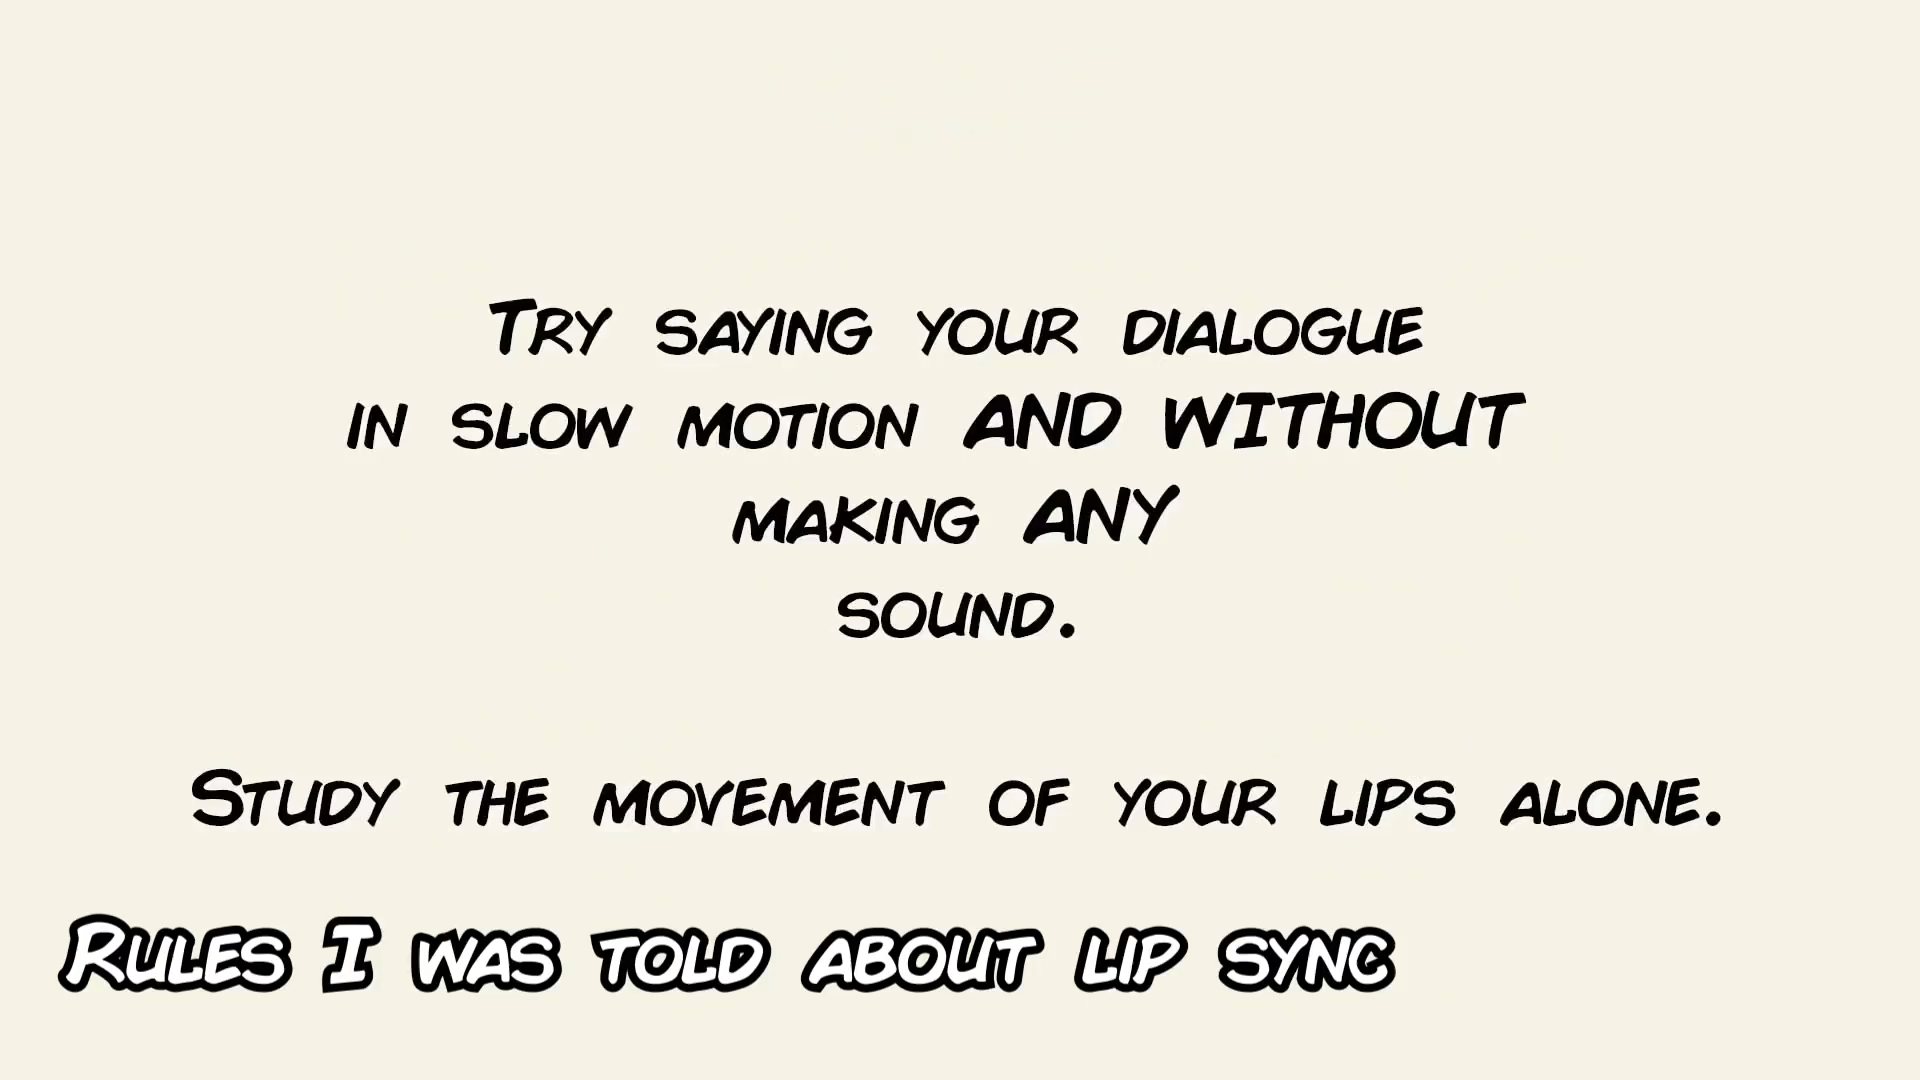 Try saying your dialogue
in slow motion AND WITHOUT
making ANY
sound.
Study the movement of your lips alone.
Rules I was told about lip sync